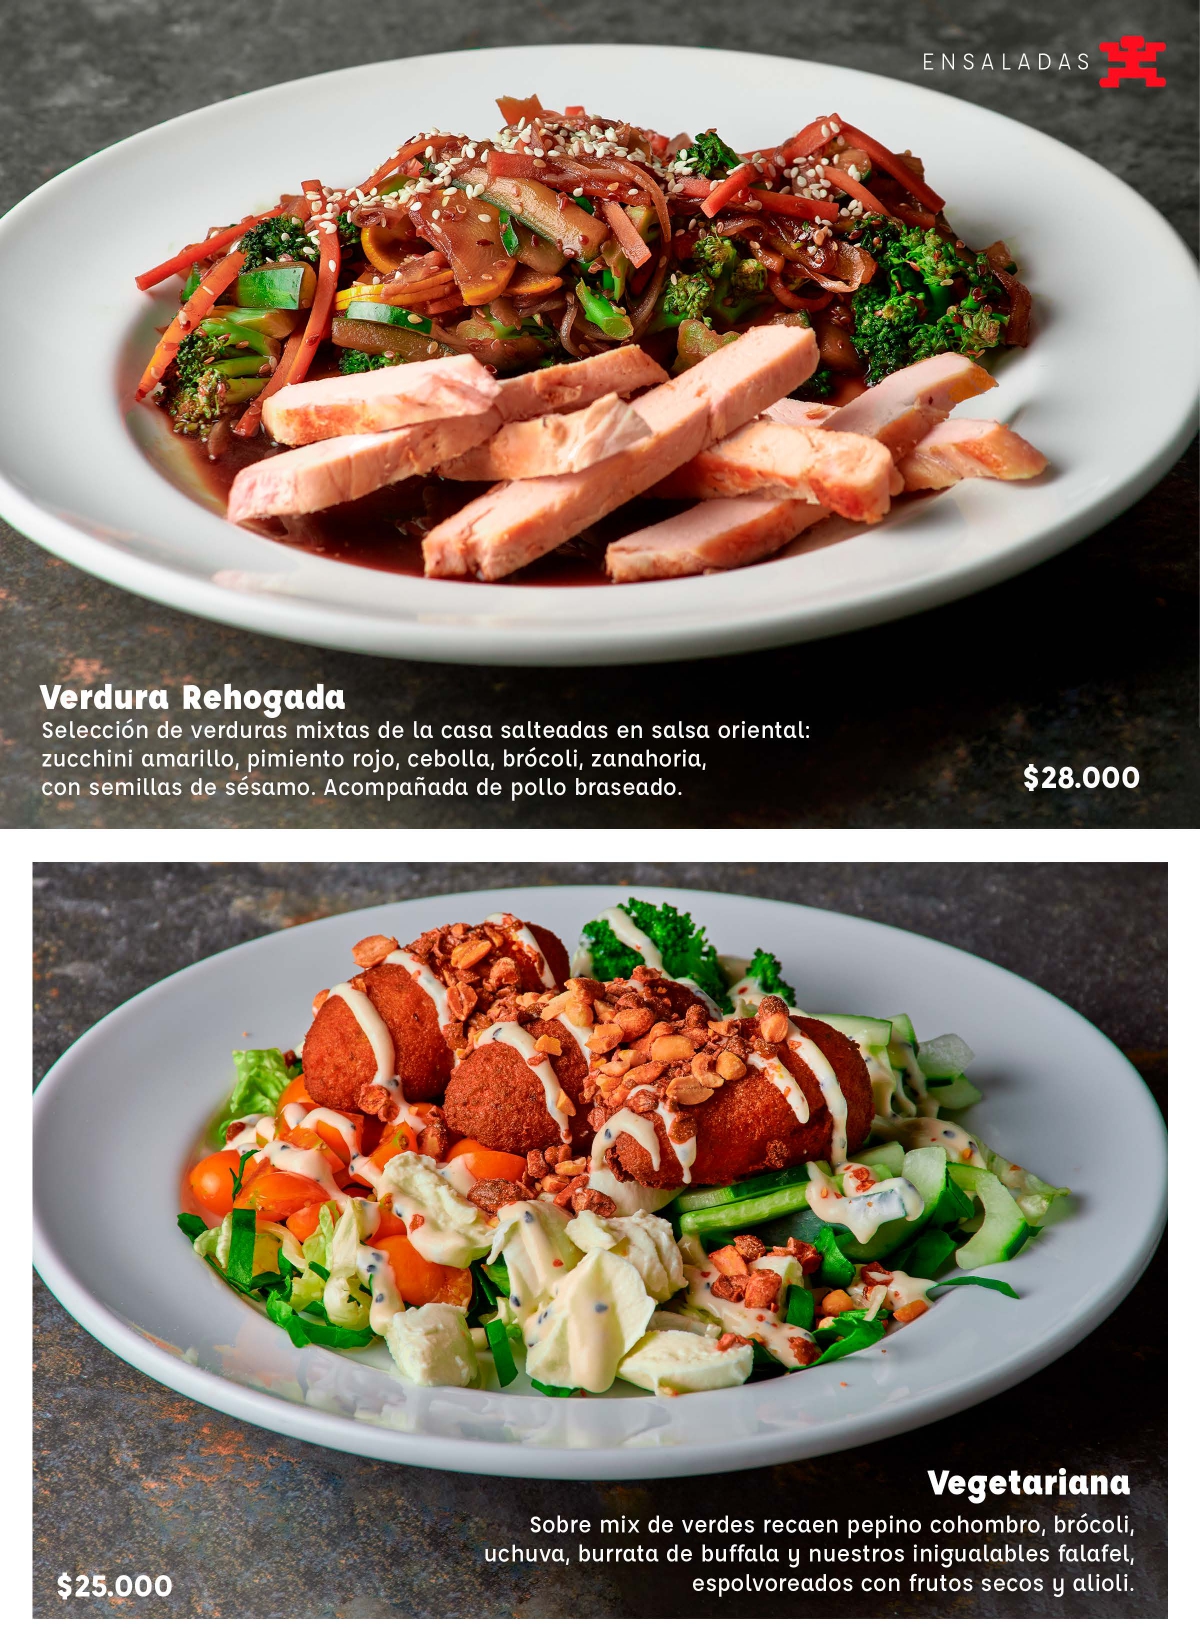 ENSALADAS
Verdura Rehogada
Selección de verduras mixtas de la casa salteadas en salsa oriental:
zucchini amarillo, pimiento rojo, cebolla, brócoli, zanahoria,
con semillas de sésamo. Acompañada de pollo braseado.
$28.000
Vegetariana
Sobre mix de verdes recaen pepino cohombro, brócoli,
uchuva, burrata de buffala y nuestros inigualables falafel,
espolvoreados con frutos secos y alioli.
$25.000